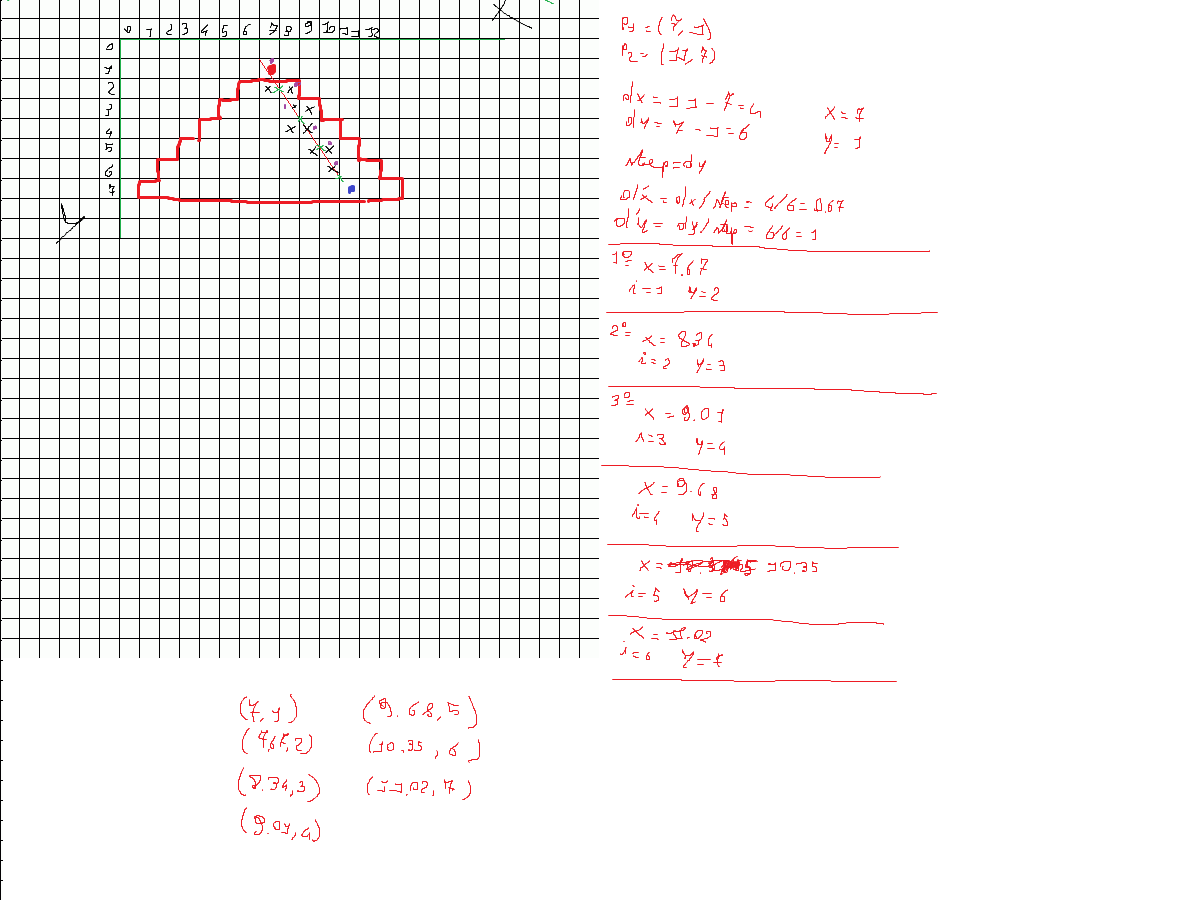 X
0 1 2 3 4 5 6 7 8 9 10 11 12
0
1
2
3
4
5
6
7
Y
P1 = (7, 1)
P2 = (11, 7)
dx = 11 - 7 = 4
dy = 7 - 1 = 6
x = 7
y = 1
step = dy
d'x = dx/step = 4/6 = 0.67
d'y = dy/step = 6/6 = 1
1º x = 7.67
i = 1 y = 2
2º x = 8.34
i = 2 y = 3
3º x = 9.01
i = 3 y = 4
x = 9.68
i = 4 y = 5
x = 10.35
i = 5 y = 6
x = 11.02
i = 6 y = 7
(7, 1) (9.68, 5)
(7,67, 2) (10.35, 6)
(8.34, 3) (11.02, 7)
(9.01, 4)